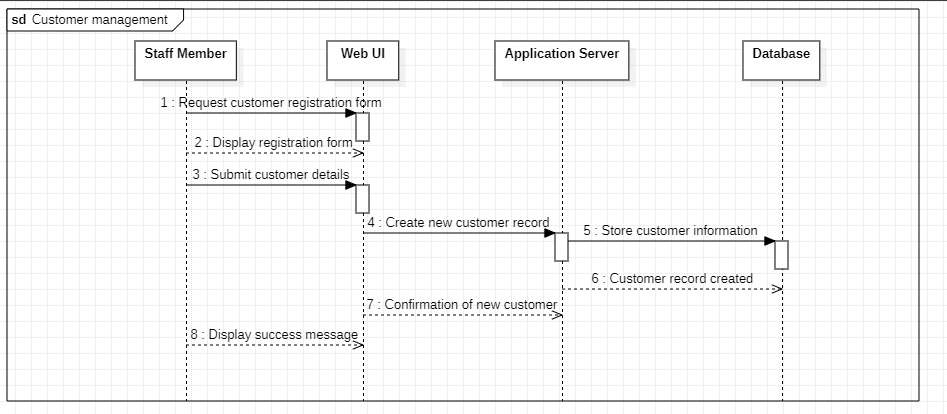 sd Customer management
Staff Member
Web UI
Application Server
Database
1 : Request customer registration form
2 : Display registration form
3 : Submit customer details
4 : Create new customer record
5 : Store customer information
6 : Customer record created
7 : Confirmation of new customer
8 : Display success message